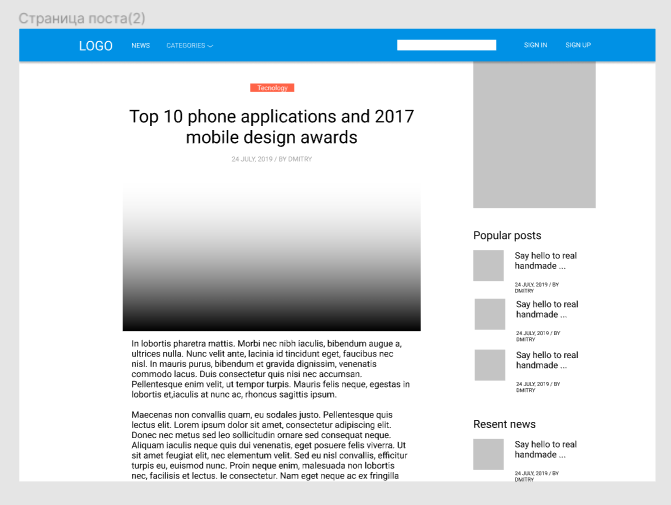 Страница поста(2)
LOGO
NEWS
CATEGORIES
SIGN IN
SIGN UP
Tecnology
Top 10 phone applications and 2017
mobile design awards
24 JULY, 2019 / BY DMITRY
In lobortis pharetra mattis. Morbi nec nibh iaculis, bibendum augue a,
ultrices nulla. Nunc velit ante, lacinia id tincidunt eget, faucibus nec
nisl. In mauris purus, bibendum et gravida dignissim, venenatis
commodo lacus. Duis consectetur quis nisi nec accumsan.
Pellentesque enim velit, ut tempor turpis. Mauris felis neque, egestas in
lobortis et,iaculis at nunc ac, rhoncus sagittis ipsum.
Maecenas non convallis quam, eu sodales justo. Pellentesque quis
lectus elit. Lorem ipsum dolor sit amet, consectetur adipiscing elit.
Donec nec metus sed leo sollicitudin ornare sed consequat neque.
Aliquam iaculis neque quis dui venenatis, eget posuere felis viverra. Ut
sit amet feugiat elit, nec elementum velit. Sed eu nisl convallis, efficitur
turpis eu, euismod nunc. Proin neque enim, malesuada non lobortis
nec, facilisis et lectus. Ie consectetur. Nam eget neque ac ex fringilla
Popular posts
Say hello to real
handmade ...
24 JULY, 2019 / BY
DMITRY
Say hello to real
handmade ...
24 JULY, 2019 / BY
DMITRY
Say hello to real
handmade ...
24 JULY, 2019 / BY
DMITRY
Resent news
Say hello to real
handmade ...
24 JULY, 2019 / BY
DMITRY